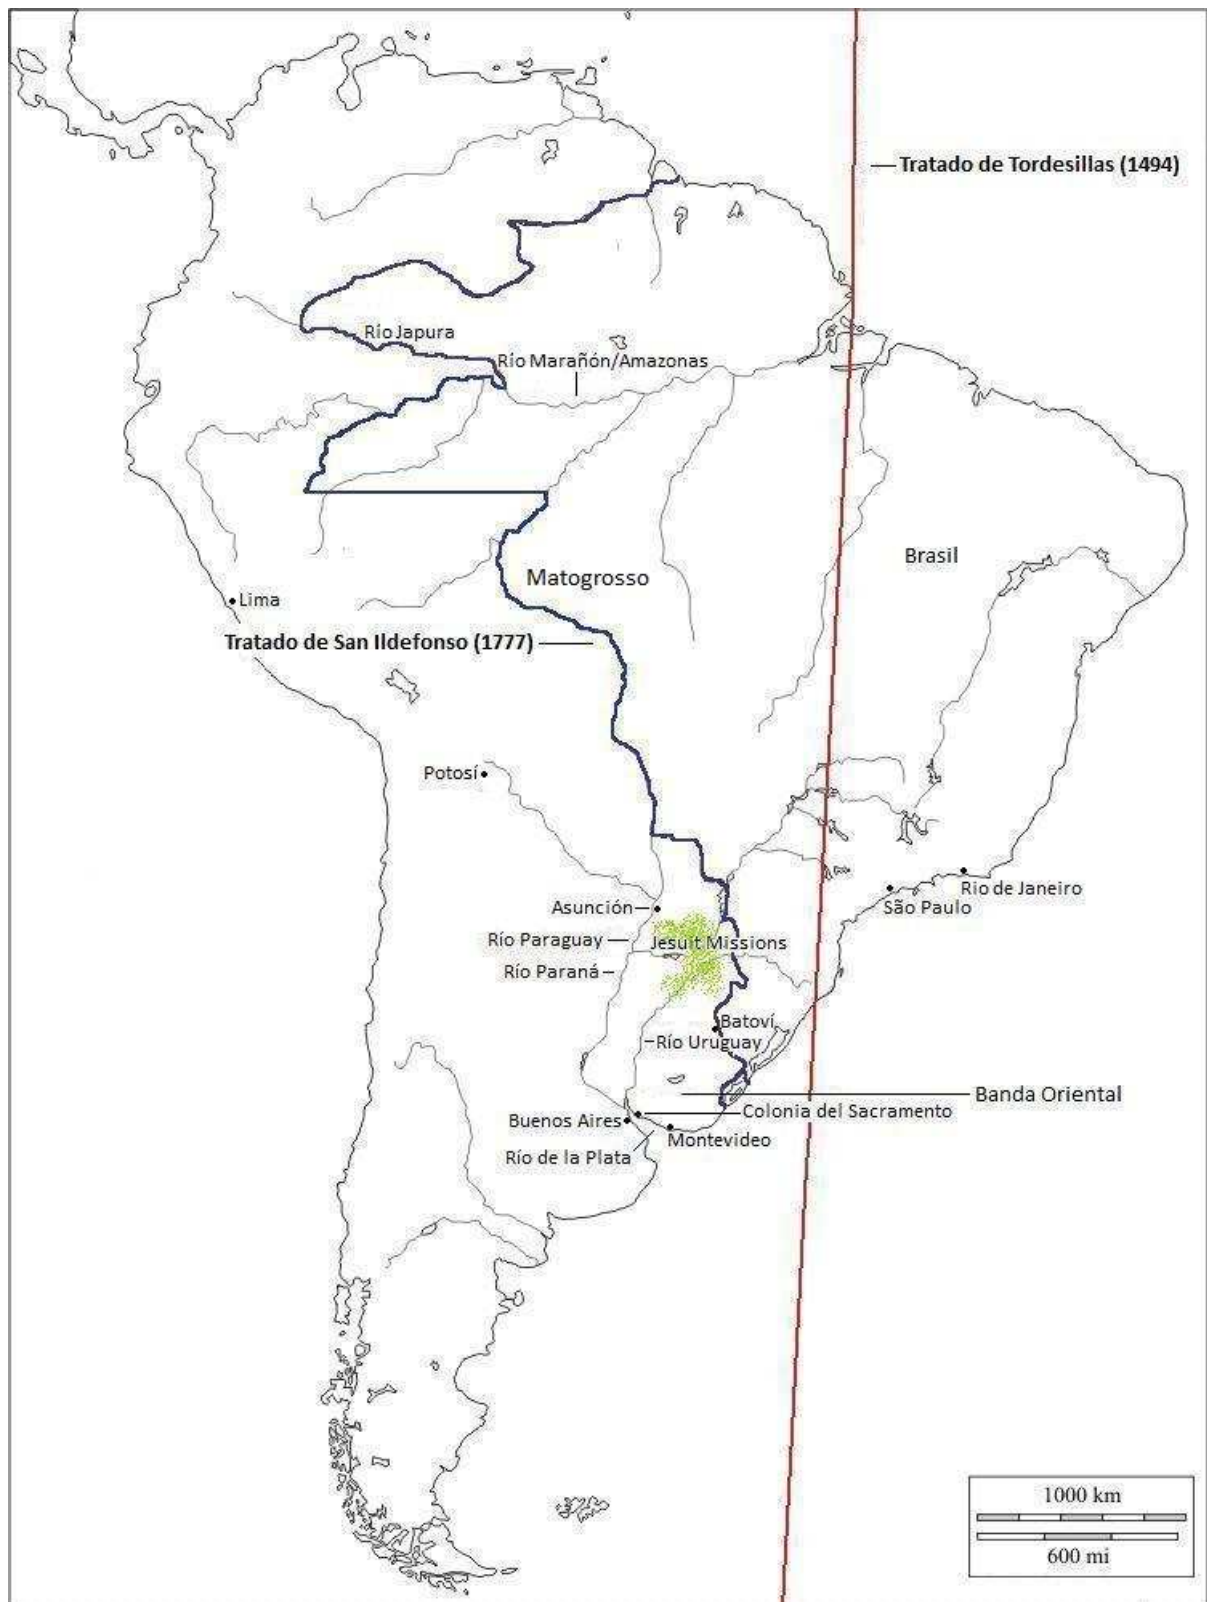 Tratado de Tordesillas (1494)
Río Japura
Río Marañón/Amazonas
Brasil
Matogrosso
Lima
Tratado de San Ildefonso (1777)
Potosí
Rio de Janeiro
São Paulo
Asunción
Río Paraguay
Jesuit Missions
Río Paraná
Batoví
Río Uruguay
Banda Oriental
Colonia del Sacramento
Buenos Aires
Montevideo
Río de la Plata
1000 km
600 mi